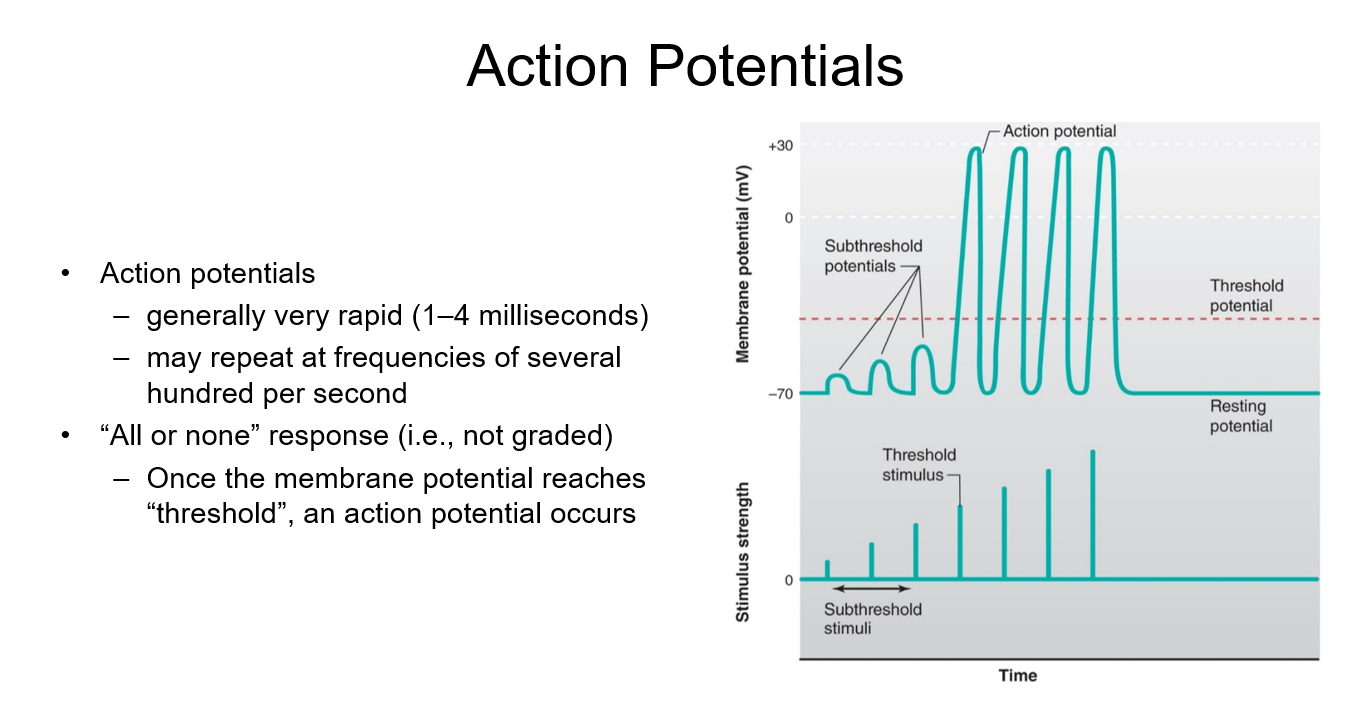 Action Potentials
• Action potentials
– generally very rapid (1–4 milliseconds)
– may repeat at frequencies of several
hundred per second
• “All or none” response (i.e., not graded)
– Once the membrane potential reaches
“threshold”, an action potential occurs
Membrane potential (mV)
+30
0
–70
Action potential
Subthreshold
potentials
Threshold
potential
Resting
potential
Stimulus strength
Threshold
stimulus
0
Subthreshold
stimuli
Time